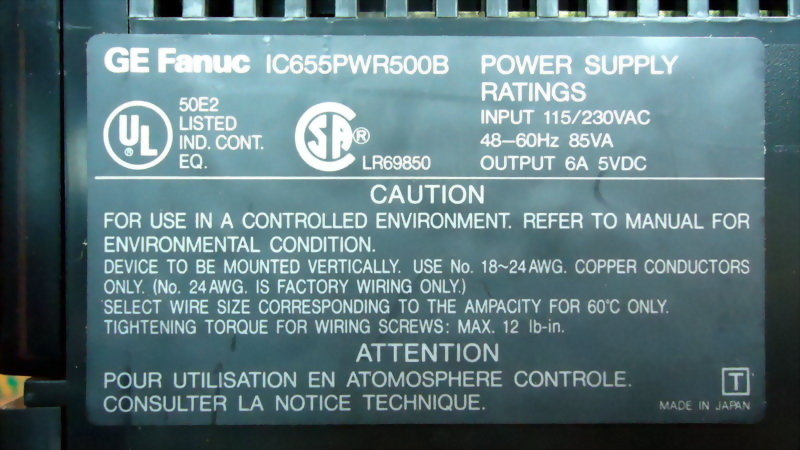 GE Fanuc IC655PWR500B
POWER SUPPLY
RATINGS
INPUT 115/230VAC
48–60Hz 85VA
OUTPUT 6A 5VDC
UL
50E2
LISTED
IND. CONT.
EQ.
SA ®
LR69850
CAUTION
FOR USE IN A CONTROLLED ENVIRONMENT. REFER TO MANUAL FOR
ENVIRONMENTAL CONDITION.
DEVICE TO BE MOUNTED VERTICALLY. USE No. 18~24AWG. COPPER CONDUCTORS
ONLY. (No. 24AWG. IS FACTORY WIRING ONLY.)
SELECT WIRE SIZE CORRESPONDING TO THE AMPACITY FOR 60°C ONLY.
TIGHTENING TORQUE FOR WIRING SCREWS: MAX. 12 lb-in.
ATTENTION
POUR UTILISATION EN ATOMOSPHERE CONTROLE.
CONSULTER LA NOTICE TECHNIQUE.
T
MADE IN JAPAN